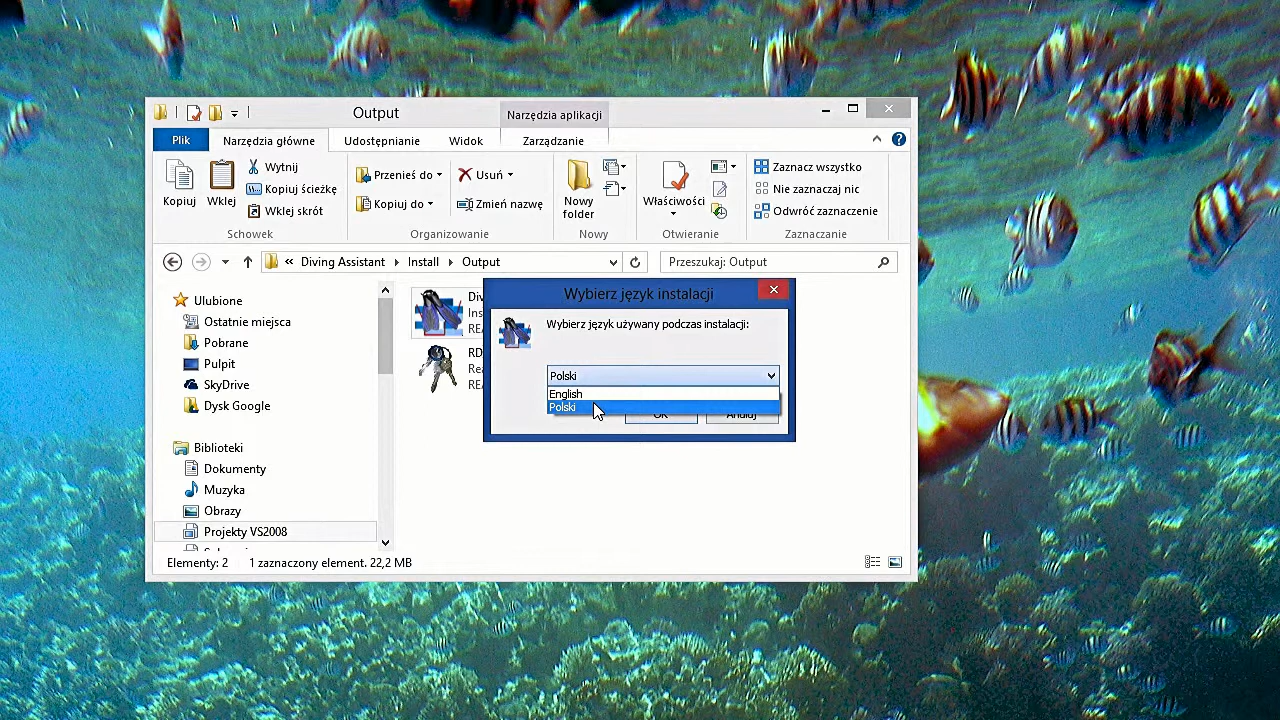 Output
Narzędzia aplikacji
Plik
Narzędzia główne
Udostępnianie
Widok
Zarządzanie
Kopiuj
Wklej
Wytnij
Kopiuj ścieżkę
Wklej skrót
Schowek
Przenieś do
Kopiuj do
Usuń
Zmień nazwę
Organizowanie
Nowy
folder
Nowy
Właściwości
Otwieranie
Zaznacz wszystko
Nie zaznaczaj nic
Odwróć zaznaczenie
Zaznaczanie
« Diving Assistant Install Output
Przeszukaj: Output
Ulubione
Ostatnie miejsca
Pobrane
Pulpit
SkyDrive
Dysk Google
Biblioteki
Dokumenty
Muzyka
Obrazy
Projekty VS2008
Wybierz język instalacji
Wybierz język używany podczas instalacji:
Polski
English
Polski
OK
Anuluj
Elementy: 2 1 zaznaczony element. 22,2 MB